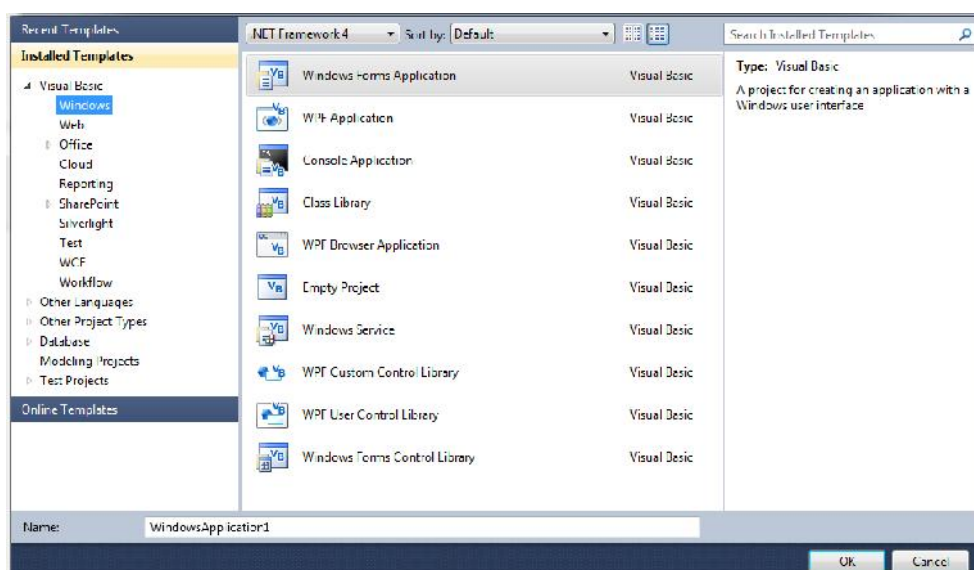 Recent Templates
Installed Templates
Visual Basic
Windows
Web
Office
Cloud
Reporting
SharePoint
Silverlight
Test
WCF
Workflow
Other Languages
Other Project Types
Database
Modeling Projects
Test Projects
Online Templates
.NET Framework 4 Sort by: Default
Windows Forms Application Visual Basic
WPF Application Visual Basic
Console Application Visual Basic
Class Library Visual Basic
WPF Browser Application Visual Basic
Empty Project Visual Basic
Windows Service Visual Basic
WPF Custom Control Library Visual Basic
WPF User Control Library Visual Basic
Windows Forms Control Library Visual Basic
Search Installed Templates
Type: Visual Basic
A project for creating an application with a
Windows user interface
Name: WindowsApplication1
OK Cancel